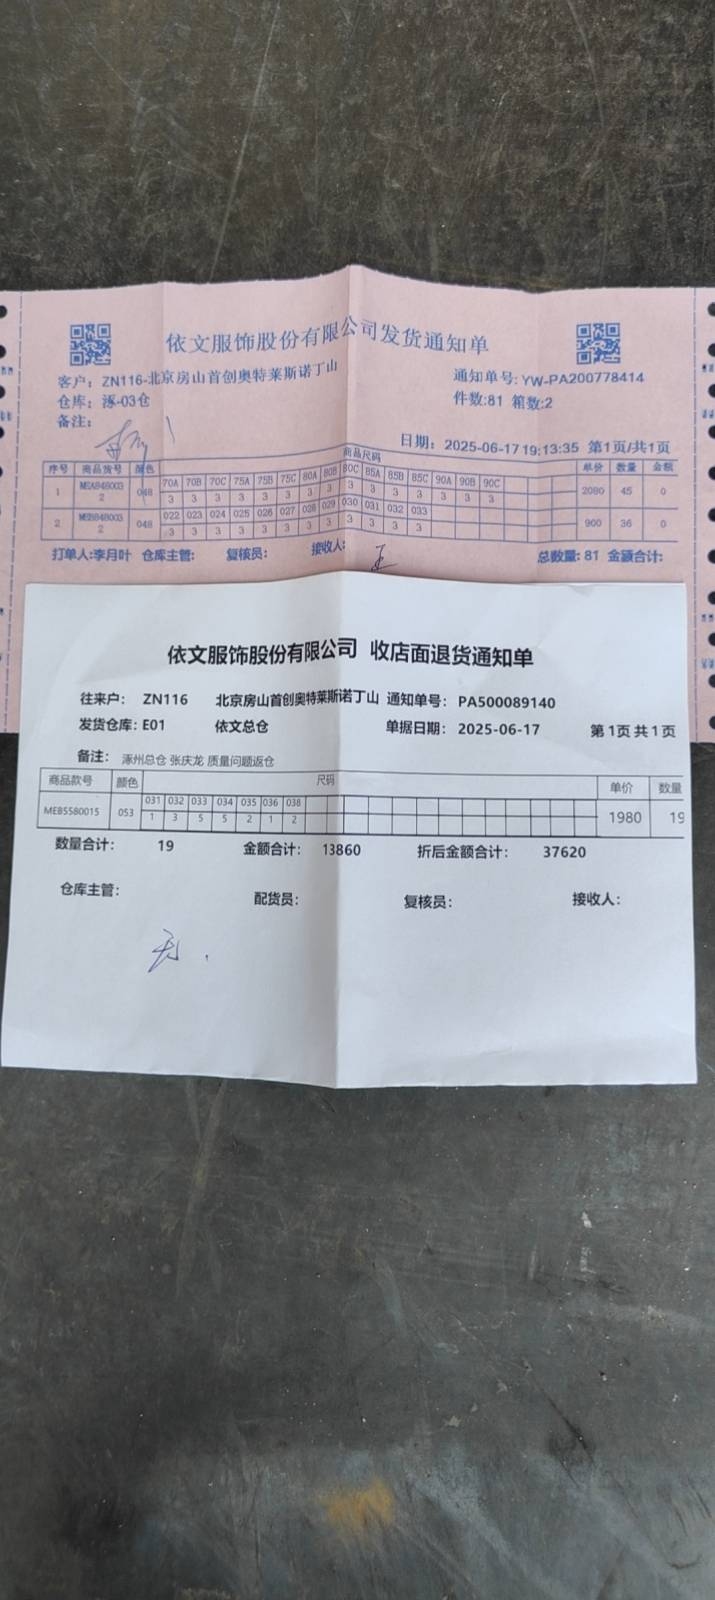 依文服饰股份有限公司发货通知单
客户: ZN116-北京房山首创奥特莱斯诺丁山 通知单号: YW-PA200778414
仓库: 涿-03仓 件数:81 箱数:2
备注:
日期: 2025-06-17 19:13:35 第1页/共1页
序号 商品货号 颜色 商品尺码 单价 数量 金额
70A 70B 70C 75A 75B 75C 80A 80B 80C 85A 85B 85C 90A 90B 90C
1 048 3 3 3 3 3 3 3 3 3 3 3 3 3 3 3 2080 45 0
022 023 024 025 026 027 028 029 030 031 032 033
2 048 3 3 3 3 3 3 3 3 3 3 3 3 900 36 0
打单人:李月叶 仓库主管: 复核员: 接收人: 总数量: 81 金额合计:
依文服饰股份有限公司 收店面退货通知单
往来户: ZN116 北京房山首创奥特莱斯诺丁山 通知单号: PA500089140
发货仓库: E01 依文总仓 单据日期: 2025-06-17 第1页 共1页
备注: 涿州总仓 张庆龙 质量问题返仓
商品款号 颜色 尺码 单价 数量
031 032 033 034 035 036 038
MEB5580015 053 1 3 5 5 2 1 2 1980 19
数量合计: 19 金额合计: 13860 折后金额合计: 37620
仓库主管: 配货员: 复核员: 接收人: